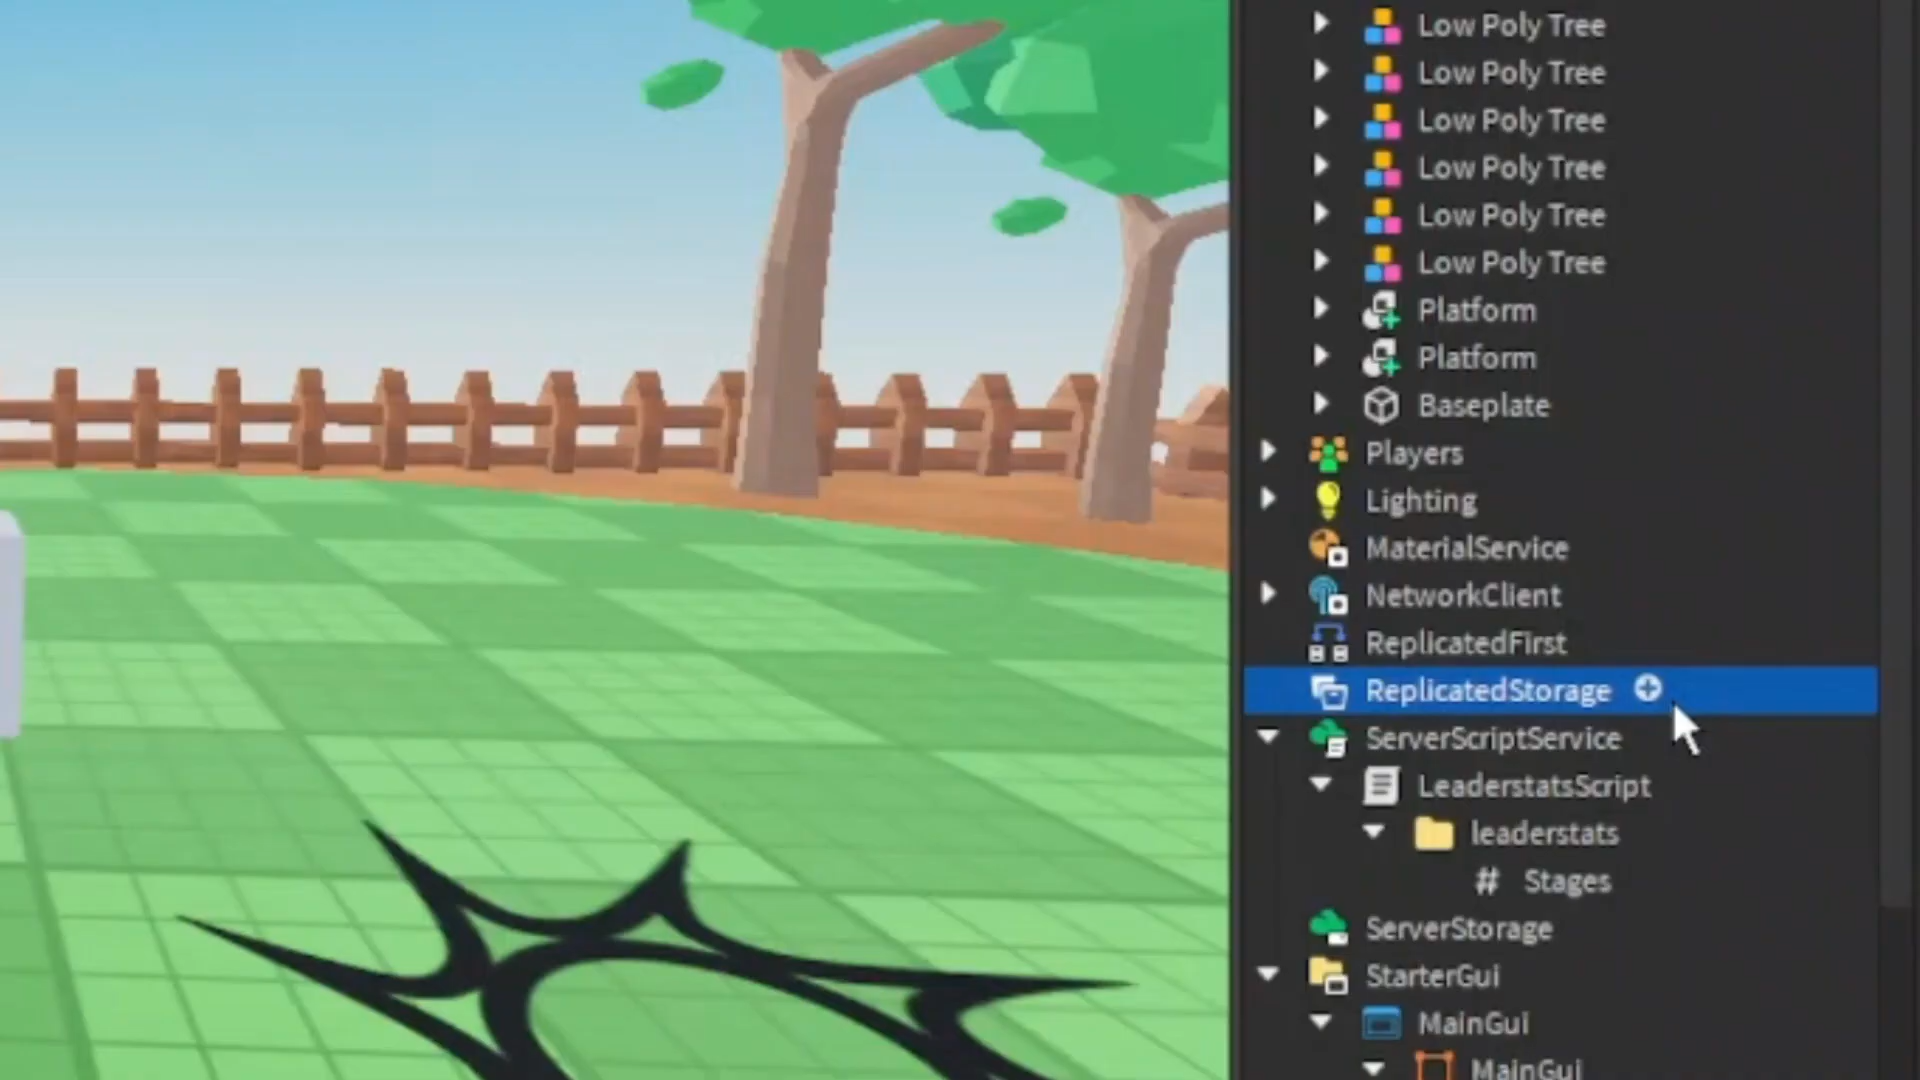 Low Poly Tree
Low Poly Tree
Low Poly Tree
Low Poly Tree
Low Poly Tree
Low Poly Tree
Platform
Platform
Baseplate
Players
Lighting
MaterialService
NetworkClient
ReplicatedFirst
ReplicatedStorage
ServerScriptService
LeaderstatsScript
leaderstats
# Stages
ServerStorage
StarterGui
MainGui
MainGui